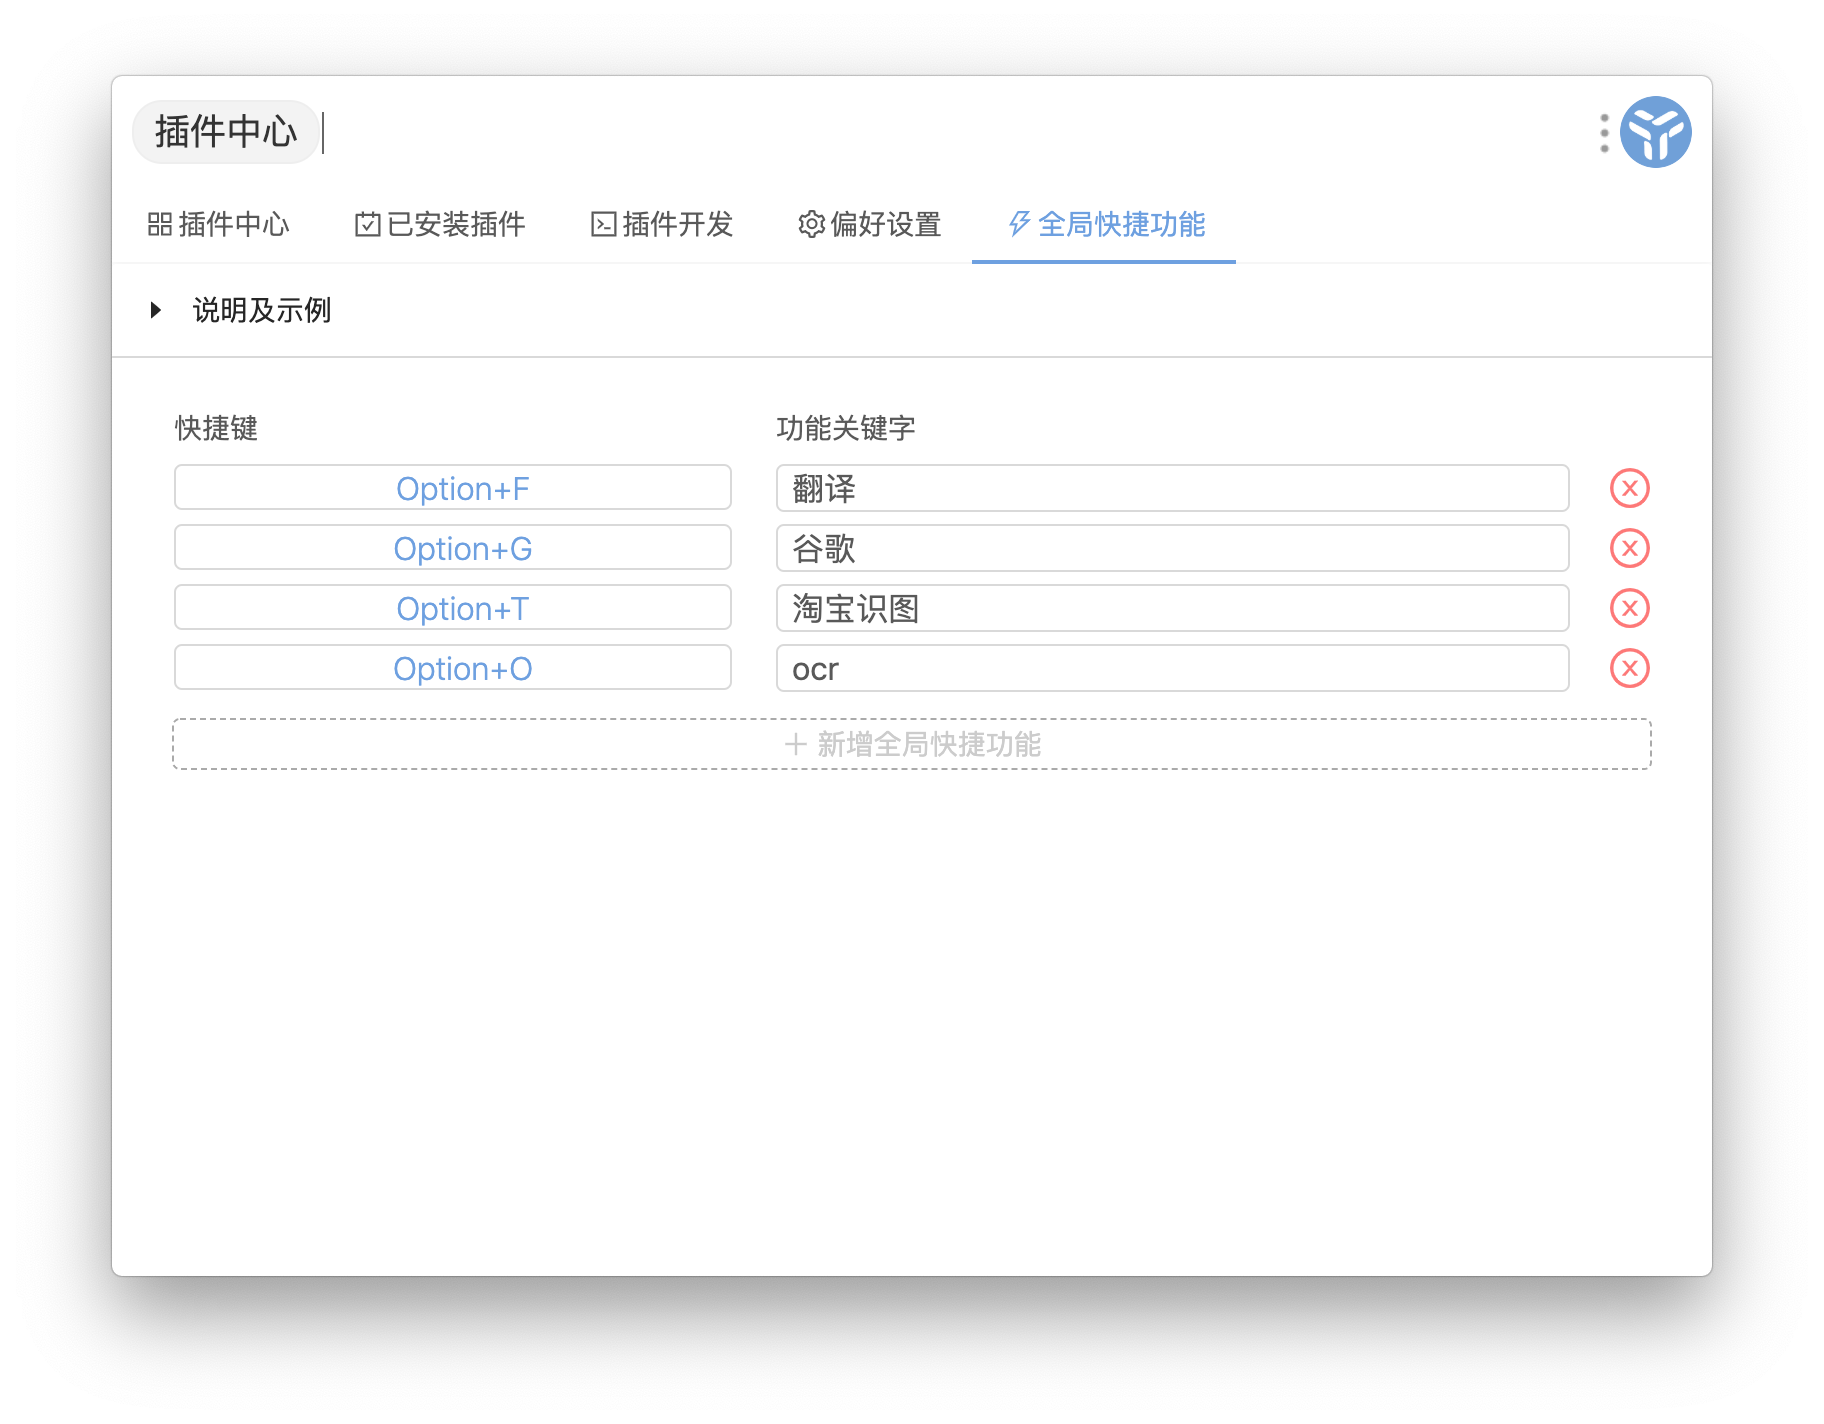 插件中心
插件中心 已安装插件 插件开发 偏好设置 全局快捷功能
说明及示例
快捷键 功能关键字
Option+F 翻译
Option+G 谷歌
Option+T 淘宝识图
Option+O ocr
新增全局快捷功能